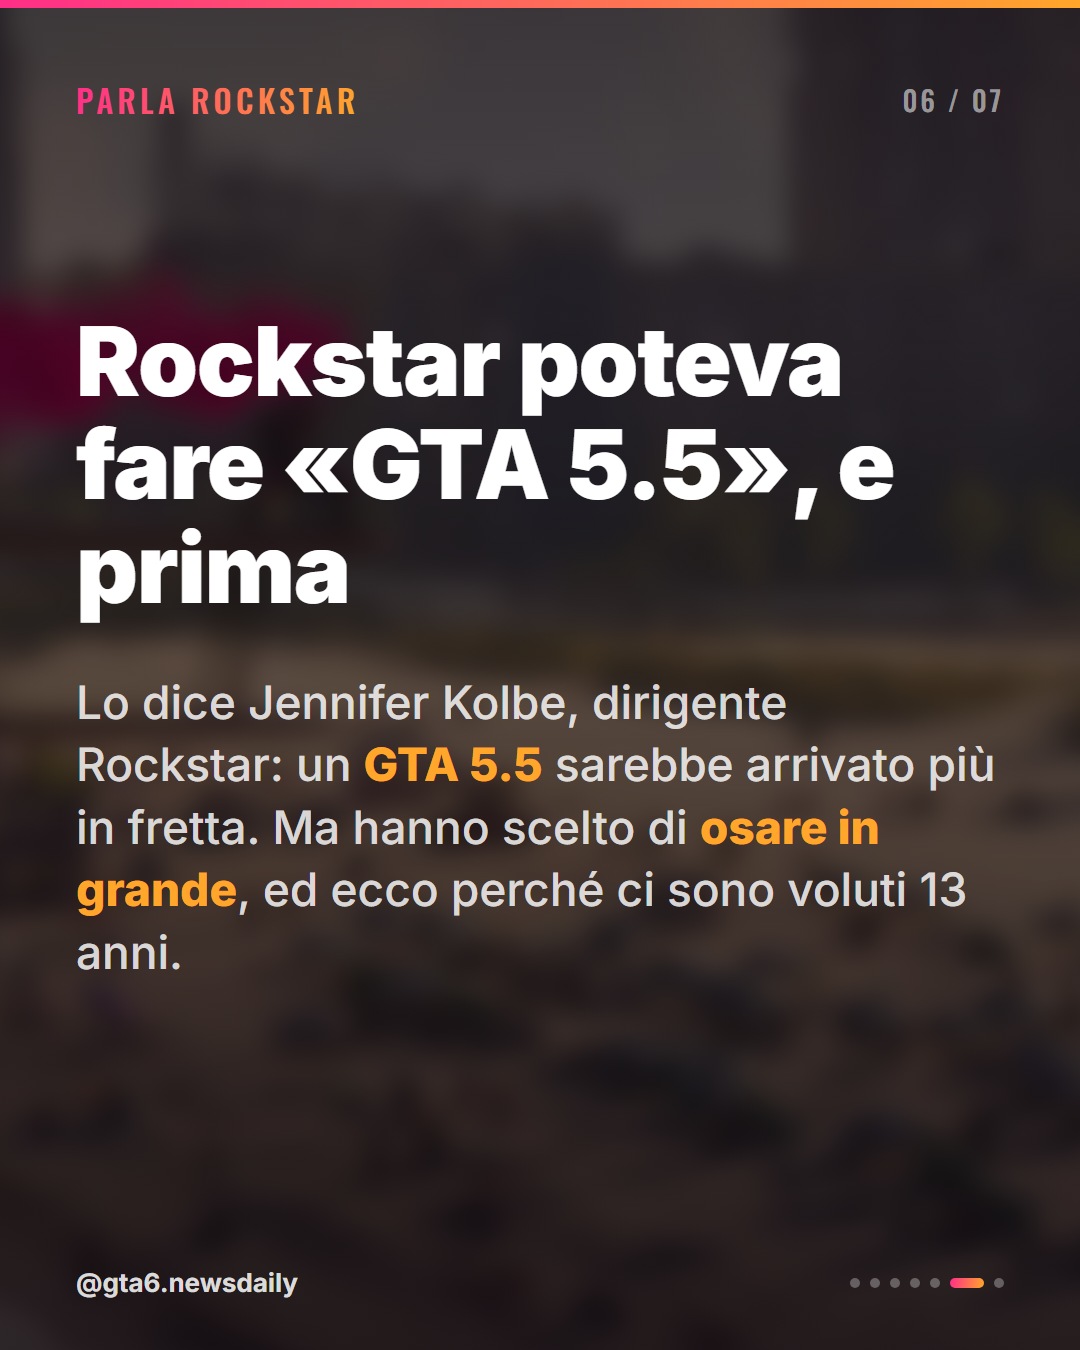 PARLA ROCKSTAR
06 / 07
Rockstar poteva
fare «GTA 5.5», e
prima
Lo dice Jennifer Kolbe, dirigente
Rockstar: un GTA 5.5 sarebbe arrivato più
in fretta. Ma hanno scelto di osare in
grande, ed ecco perché ci sono voluti 13
anni.
@gta6.newsdaily